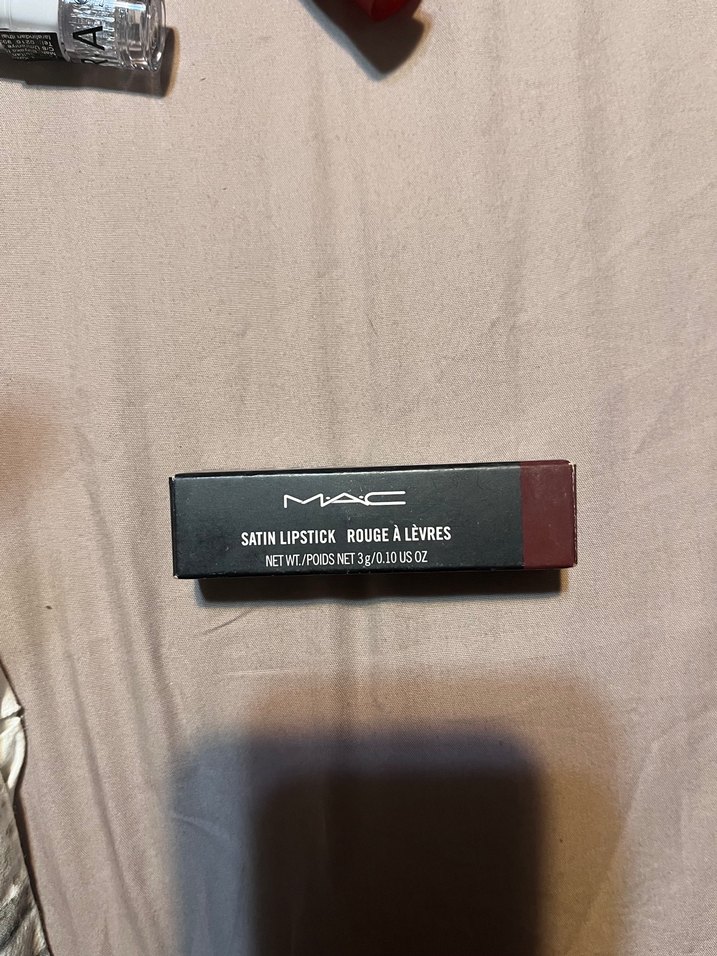 M·A·C
SATIN LIPSTICK ROUGE À LÈVRES
NET WT./POIDS NET 3 g/0.10 US OZ